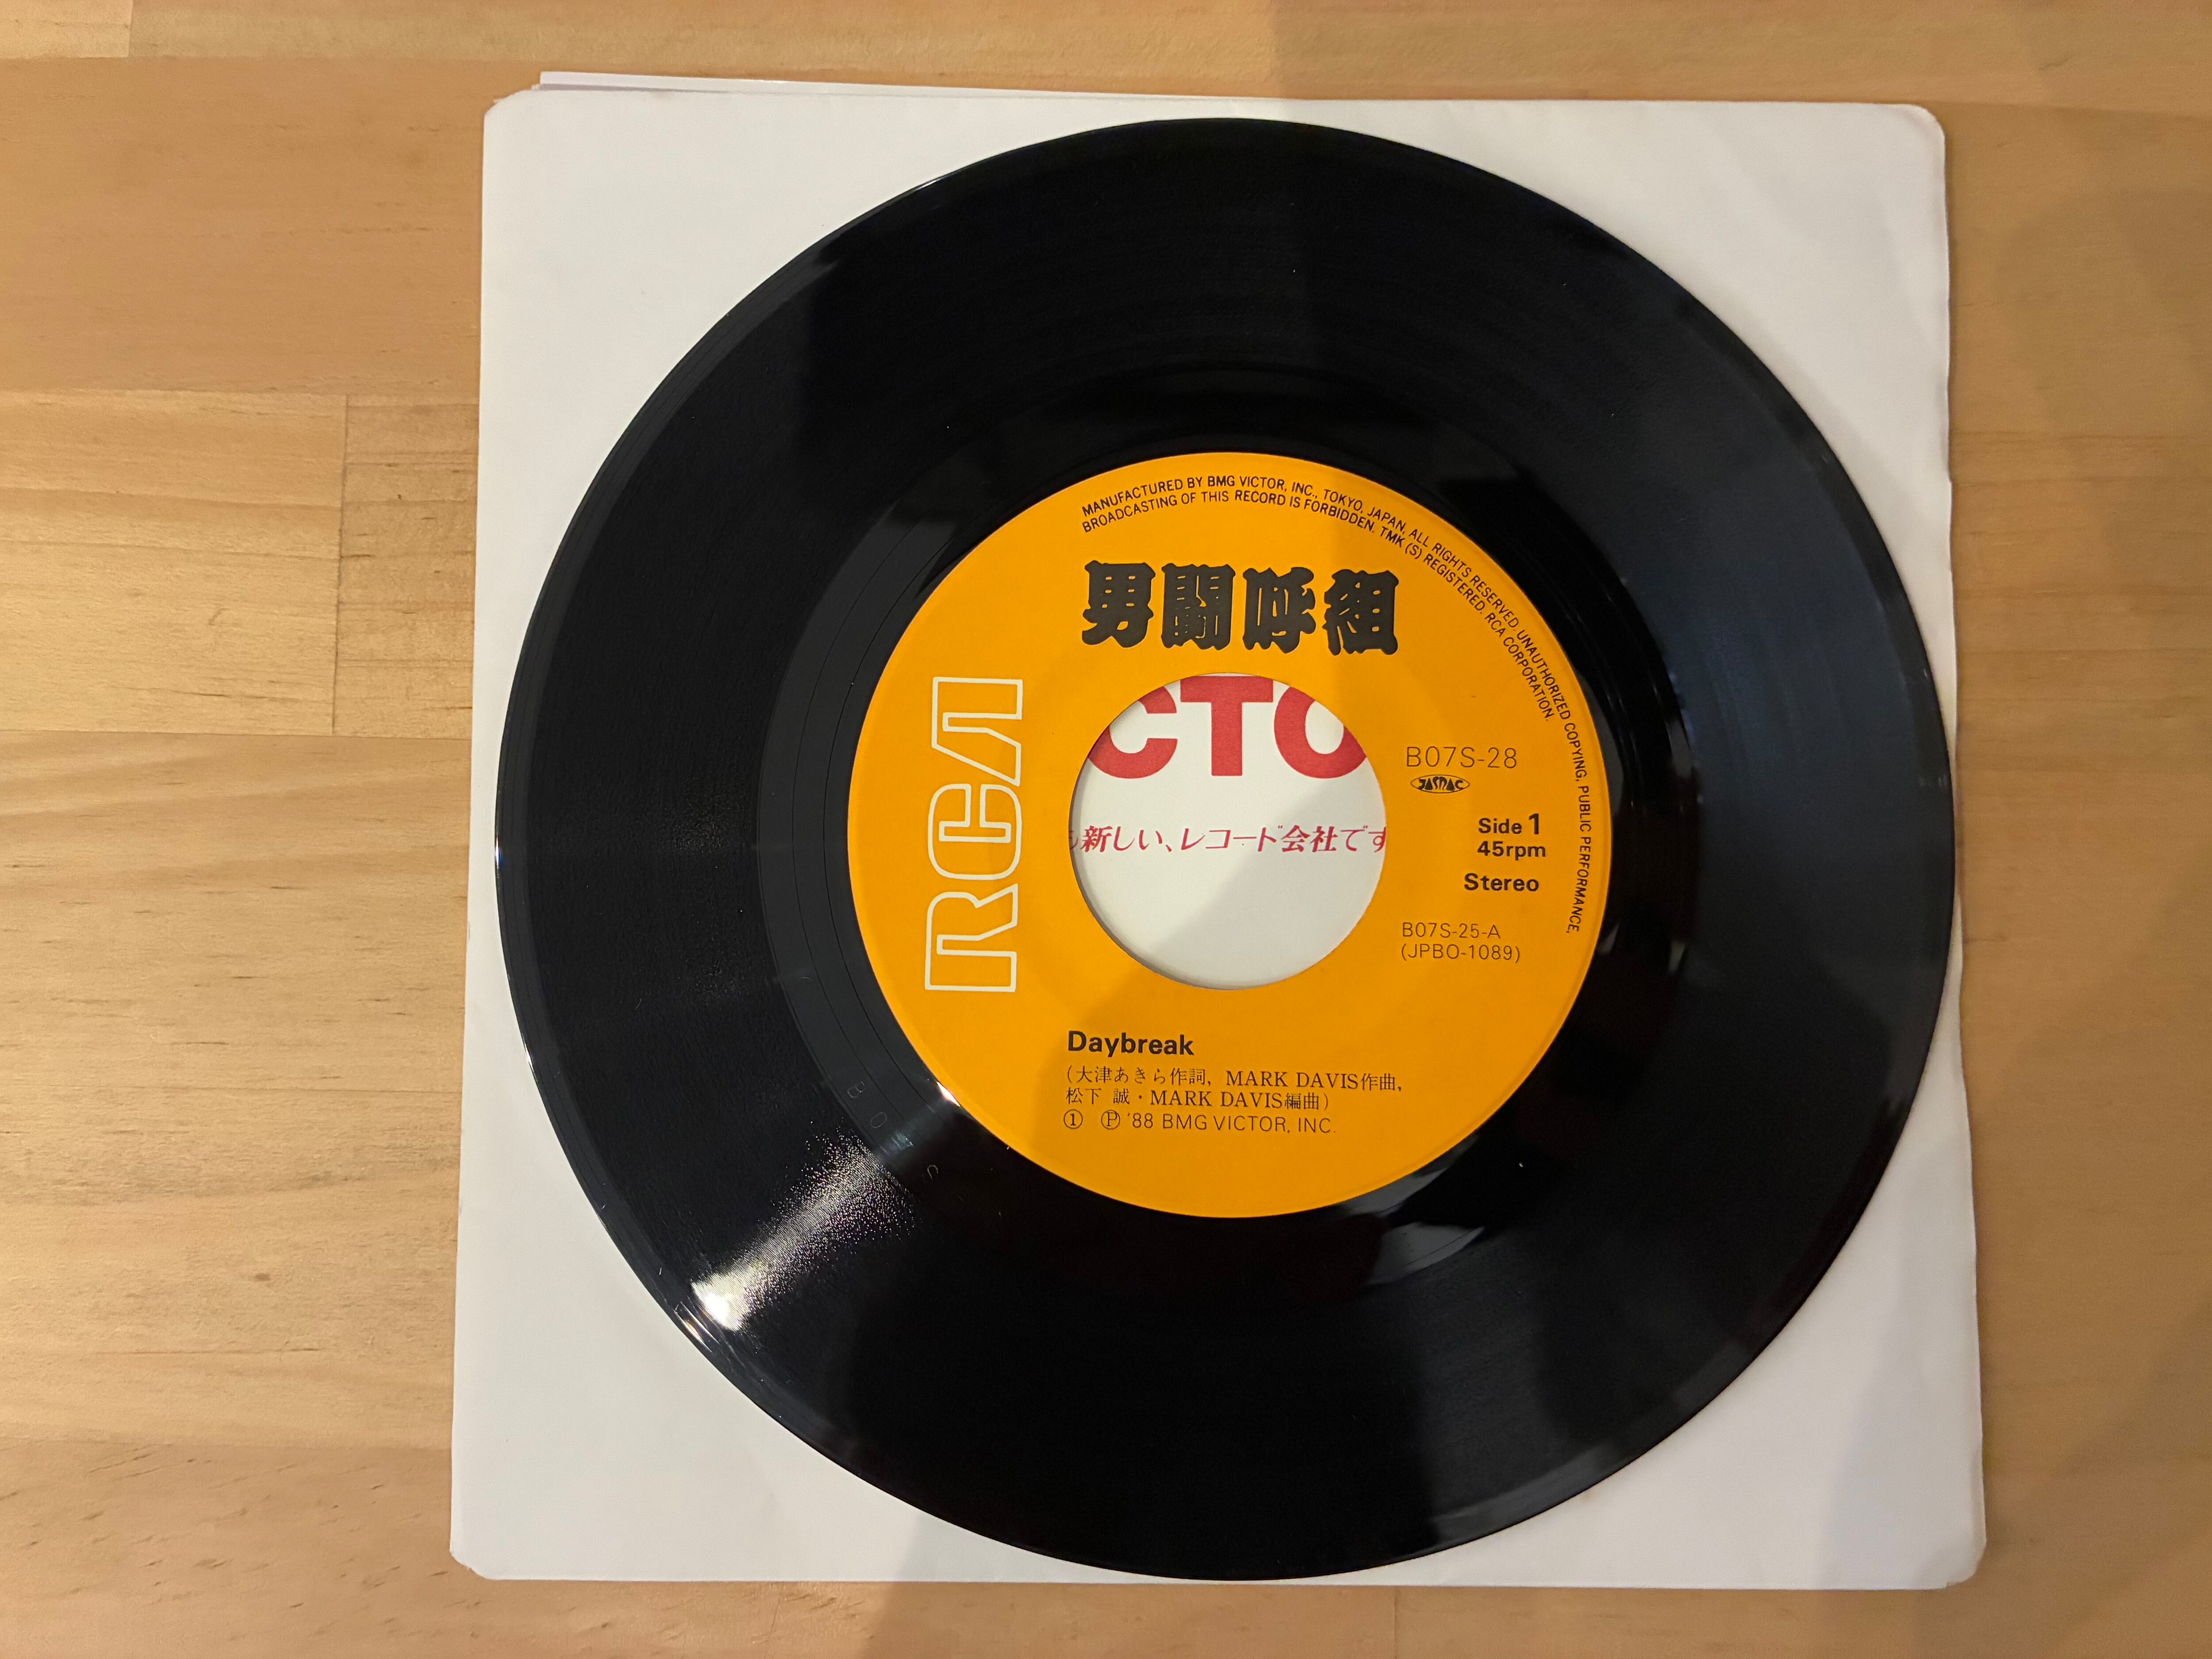 MANUFACTURED BY BMG VICTOR, INC., TOKYO, JAPAN, ALL RIGHTS RESERVED. UNAUTHORIZED COPYING, PUBLIC PERFORMANCE,
BROADCASTING OF THIS RECORD IS FORBIDDEN. TMK (S) REGISTERED. RCA CORPORATION.
男闘呼組
RCA
CTO
新しい、レコード会社です
B07S-28
JASRAC
Side 1
45rpm
Stereo
B07S-25-A
(JPBO-1089)
Daybreak
(大津あきら作詞, MARK DAVIS作曲,
松下 誠・MARK DAVIS編曲)
① Ⓟ '88 BMG VICTOR, INC.